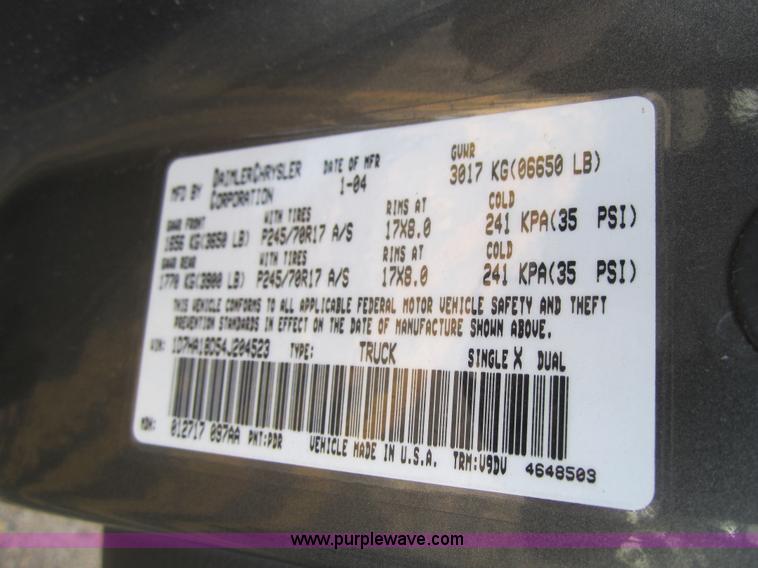 MFD BY DAIMLERCHRYSLER CORPORATION DATE OF MFR 1-04 GVWR 3017 KG(06650 LB)
GAWR FRONT WITH TIRES RIMS AT COLD
1656 KG(3650 LB) P245/70R17 A/S 17X8.0 241 KPA(35 PSI)
GAWR REAR WITH TIRES RIMS AT COLD
1770 KG(3900 LB) P245/70R17 A/S 17X8.0 241 KPA(35 PSI)
THIS VEHICLE CONFORMS TO ALL APPLICABLE FEDERAL MOTOR VEHICLE SAFETY AND THEFT
PREVENTION STANDARDS IN EFFECT ON THE DATE OF MANUFACTURE SHOWN ABOVE.
VIN: 1D7HA18D54J204523 TYPE: TRUCK SINGLE X DUAL
MDH: 012717 097AA PNT:PDR VEHICLE MADE IN U.S.A. TRM:V9DV 4648509
www.purplewave.com